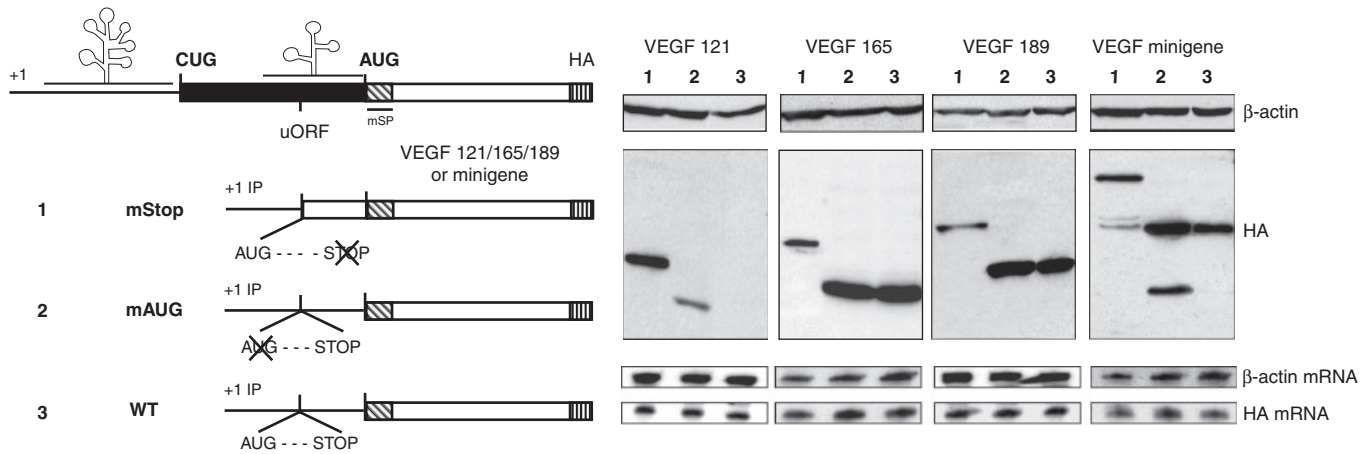 CUG AUG HA
+1
uORF mSP
VEGF 121/165/189
or minigene
1 mStop +1 IP
AUG - - - - STOP
2 mAUG +1 IP
AUG - - - STOP
3 WT +1 IP
AUG - - - STOP
VEGF 121 VEGF 165 VEGF 189 VEGF minigene
1 2 3 1 2 3 1 2 3 1 2 3
β-actin
HA
β-actin mRNA
HA mRNA